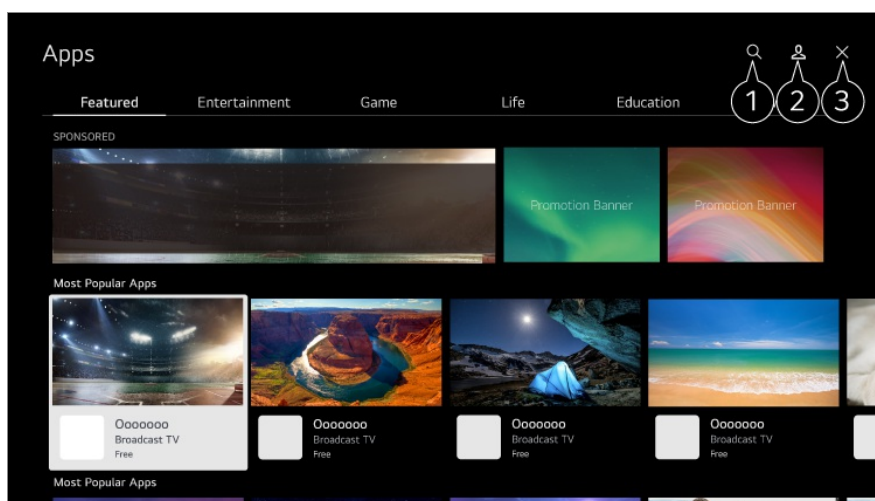 Apps
Featured Entertainment Game Life Education
1 2 3
SPONSORED
Promotion Banner Promotion Banner
Most Popular Apps
Ooooooo Ooooooo Ooooooo Ooooooo
Broadcast TV Broadcast TV Broadcast TV Broadcast TV
Free Free Free Free
Most Popular Apps